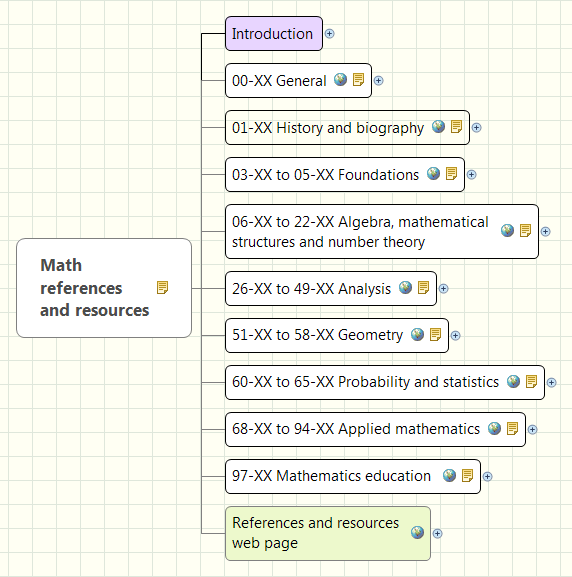 Introduction
00-XX General
01-XX History and biography
03-XX to 05-XX Foundations
06-XX to 22-XX Algebra, mathematical
structures and number theory
Math
references
and resources
26-XX to 49-XX Analysis
51-XX to 58-XX Geometry
60-XX to 65-XX Probability and statistics
68-XX to 94-XX Applied mathematics
97-XX Mathematics education
References and resources
web page